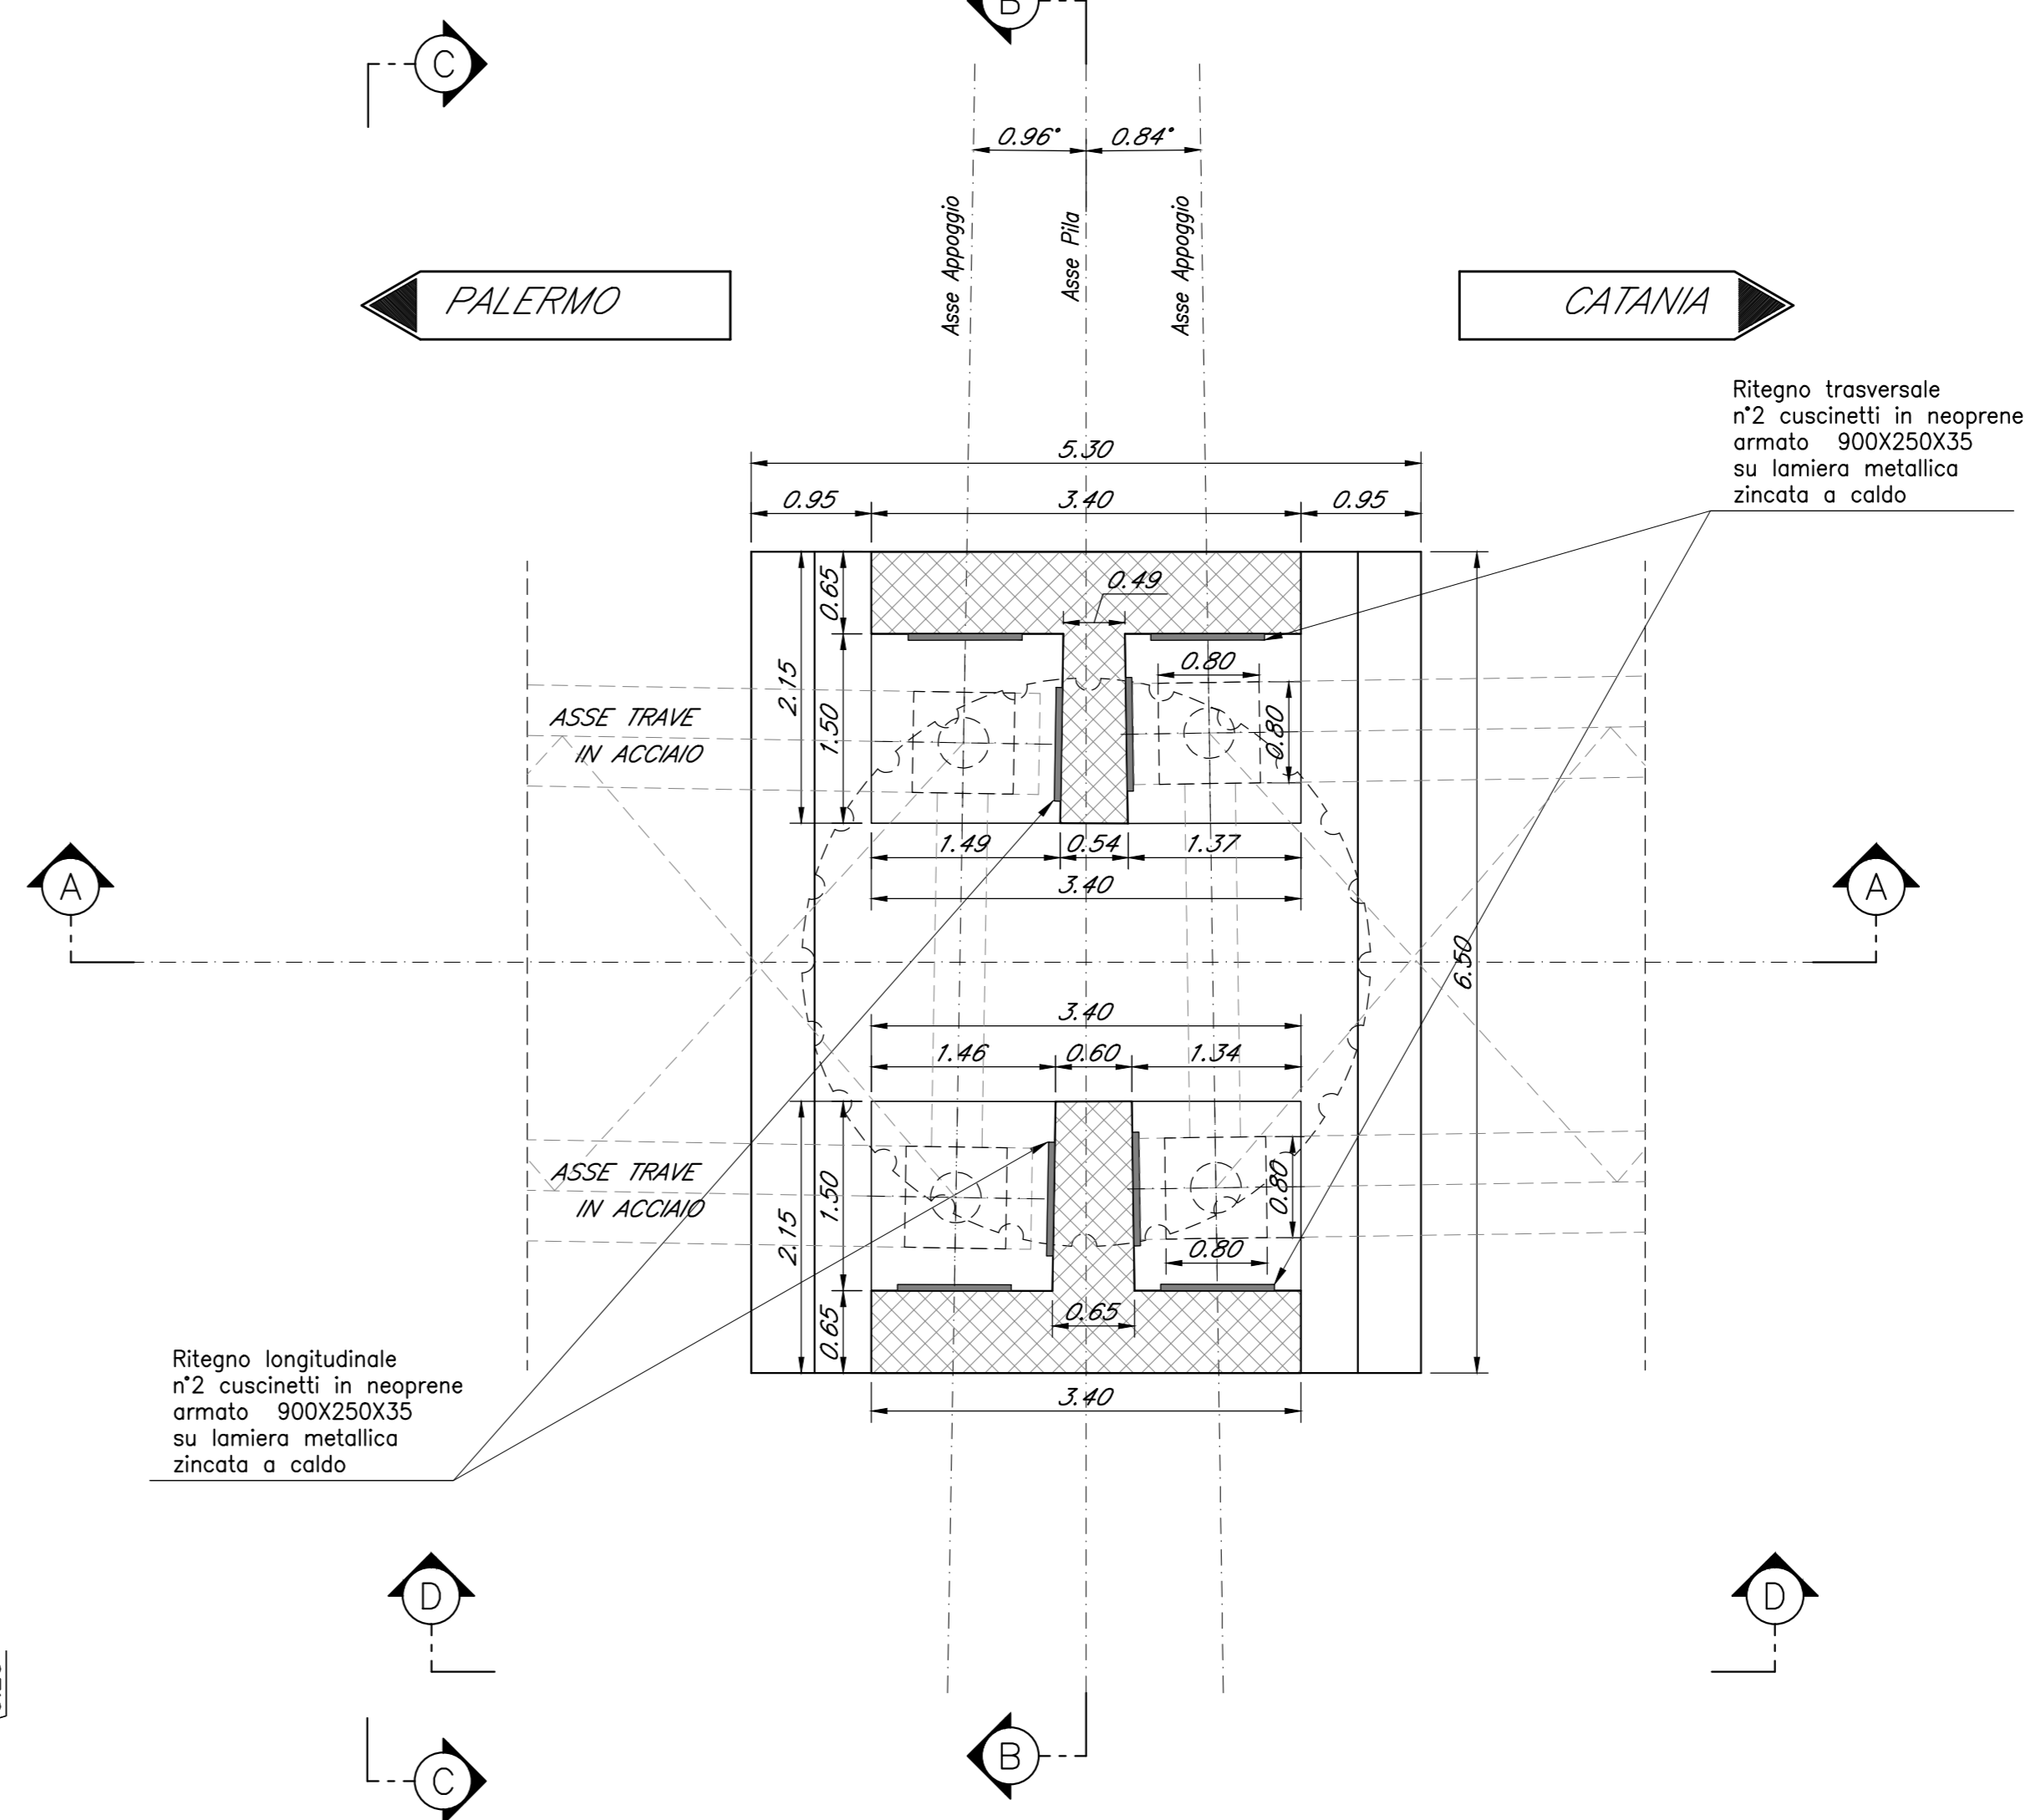 B
C
0.96°
0.84°
Asse Appoggio
Asse Pila
Asse Appoggio
PALERMO
CATANIA
Ritegno trasversale
n°2 cuscinetti in neoprene
armato 900X250X35
su lamiera metallica
zincata a caldo
5.30
0.95
3.40
0.95
0.65
0.49
2.15
1.50
0.80
0.80
ASSE TRAVE
IN ACCIAIO
1.49
0.54
1.37
3.40
A
A
6.50
3.40
1.46
0.60
1.34
ASSE TRAVE
IN ACCIAIO
2.15
1.50
0.80
0.80
0.65
0.65
3.40
Ritegno longitudinale
n°2 cuscinetti in neoprene
armato 900X250X35
su lamiera metallica
zincata a caldo
D
D
B
C